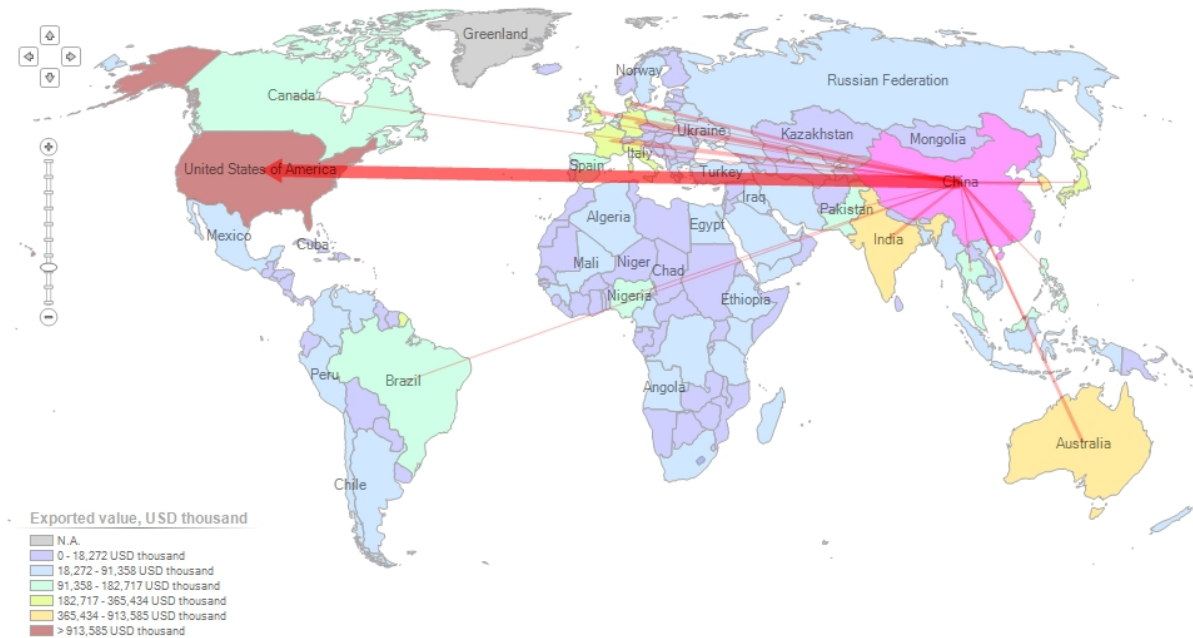 Greenland
Norway
Russian Federation
Canada
Ukraine
Kazakhstan
Mongolia
Italy
Spain
United States of America
Turkey
China
Iraq
Pakistan
Mexico
Algeria
Egypt
India
Cuba
Mali
Niger
Chad
Nigeria
Ethiopia
Peru
Brazil
Angola
Australia
Chile
Exported value, USD thousand
N.A.
0 - 18,272 USD thousand
18,272 - 91,358 USD thousand
91,358 - 182,717 USD thousand
182,717 - 365,434 USD thousand
365,434 - 913,585 USD thousand
> 913,585 USD thousand